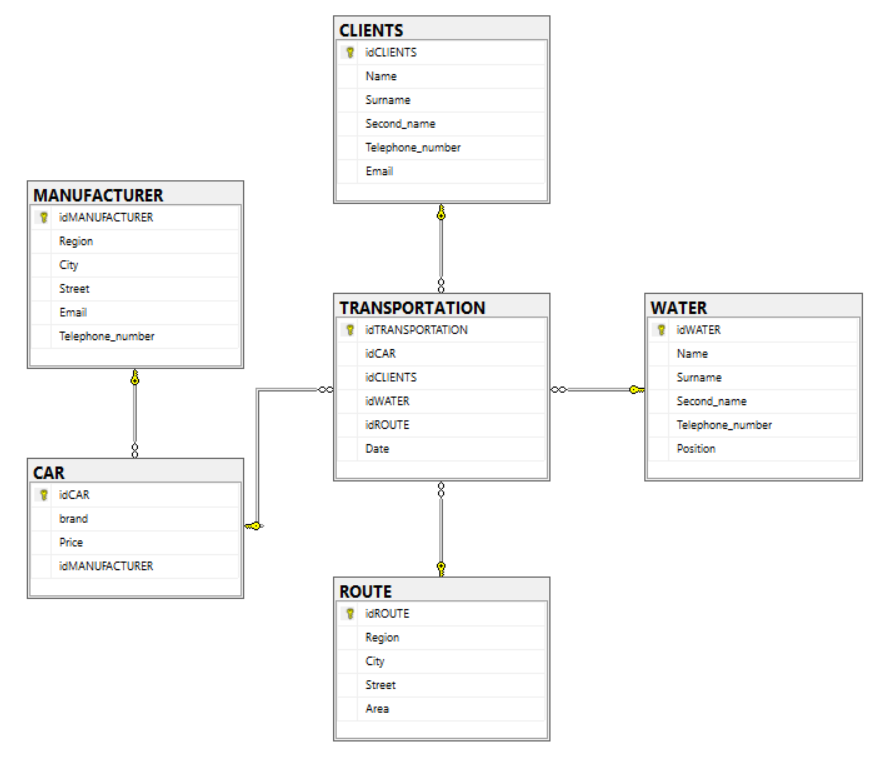 CLIENTS
idCLIENTS
Name
Surname
Second_name
Telephone_number
Email
MANUFACTURER
idMANUFACTURER
Region
City
Street
Email
Telephone_number
TRANSPORTATION
idTRANSPORTATION
idCAR
idCLIENTS
idWATER
idROUTE
Date
WATER
idWATER
Name
Surname
Second_name
Telephone_number
Position
CAR
idCAR
brand
Price
idMANUFACTURER
ROUTE
idROUTE
Region
City
Street
Area